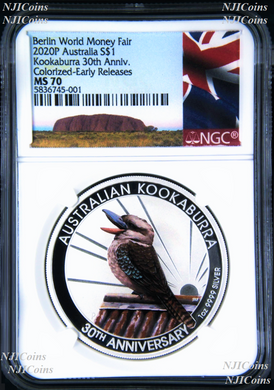 NJICoins NJICoins
Berlin World Money Fair
2020P Australia S$1
Kookaburra 30th Anniv.
Colorized-Early Releases
MS 70
5836745-001
NGC®
NJICoins NJICoins
AUSTRALIAN KOOKABURRA
1oz 9999 SILVER
30TH ANNIVERSARY
NJICoins NJICoins
NJICoins NJICoins